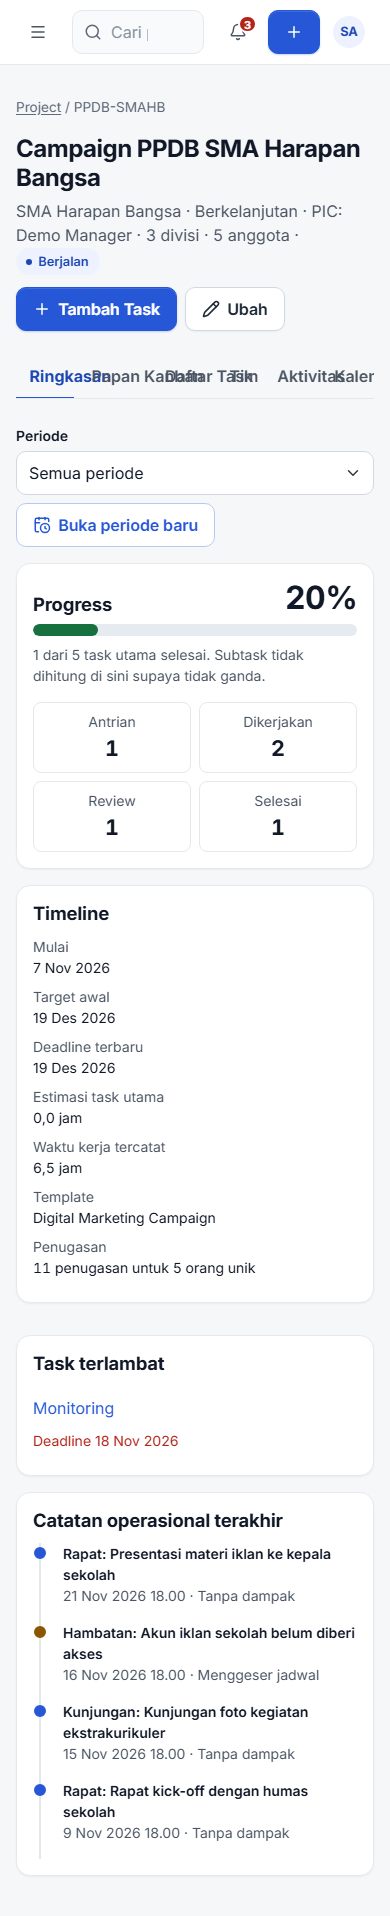 Cari
3
SA
Project / PPDB-SMAHB
Campaign PPDB SMA Harapan
Bangsa
SMA Harapan Bangsa · Berkelanjutan · PIC:
Demo Manager · 3 divisi · 5 anggota ·
Berjalan
Tambah Task
Ubah
Ringkasan Papan Kanban Daftar Task Tim Aktivitas Kalen
Periode
Semua periode
Buka periode baru
Progress 20%
1 dari 5 task utama selesai. Subtask tidak
dihitung di sini supaya tidak ganda.
Antrian
1
Dikerjakan
2
Review
1
Selesai
1
Timeline
Mulai
7 Nov 2026
Target awal
19 Des 2026
Deadline terbaru
19 Des 2026
Estimasi task utama
0,0 jam
Waktu kerja tercatat
6,5 jam
Template
Digital Marketing Campaign
Penugasan
11 penugasan untuk 5 orang unik
Task terlambat
Monitoring
Deadline 18 Nov 2026
Catatan operasional terakhir
Rapat: Presentasi materi iklan ke kepala
sekolah
21 Nov 2026 18.00 · Tanpa dampak
Hambatan: Akun iklan sekolah belum diberi
akses
16 Nov 2026 18.00 · Menggeser jadwal
Kunjungan: Kunjungan foto kegiatan
ekstrakurikuler
15 Nov 2026 18.00 · Tanpa dampak
Rapat: Rapat kick-off dengan humas
sekolah
9 Nov 2026 18.00 · Tanpa dampak